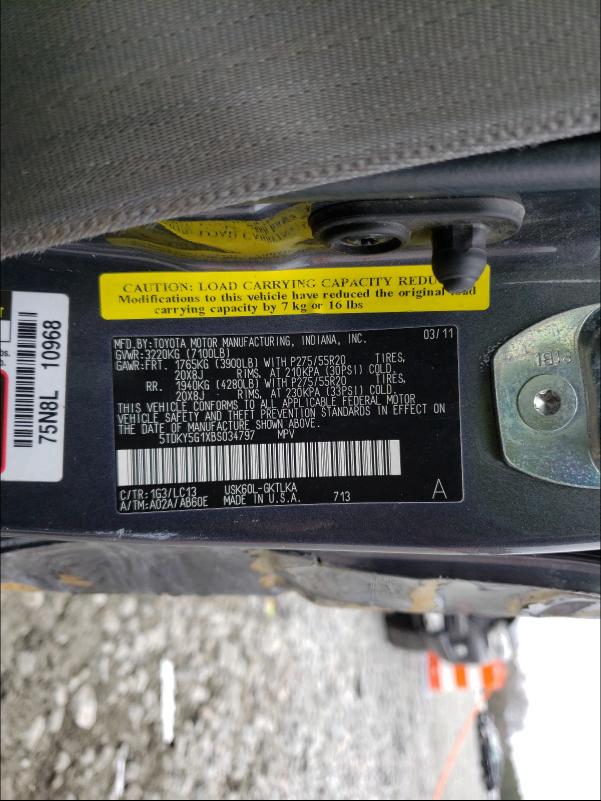 CAUTION: LOAD CARRYING CAPACITY
Modifications to this vehicle have reduced the original load
carrying capacity by 7 kg or 16 lbs
MFD.BY:TOYOTA MOTOR MANUFACTURING, INDIANA, INC. 03/11
GVWR:3220KG (7100LB)
GAWR:FRT. 1765KG (3900LB) WITH P275/55R20 TIRES,
20X8J RIMS, AT 210KPA (30PSI) COLD.
RR. 1940KG (4280LB) WITH P275/55R20 TIRES,
20X8J RIMS, AT 230KPA (33PSI) COLD.
THIS VEHICLE CONFORMS TO ALL APPLICABLE FEDERAL MOTOR
VEHICLE SAFETY AND THEFT PREVENTION STANDARDS IN EFFECT ON
THE DATE OF MANUFACTURE SHOWN ABOVE.
5TDKY5G1XBS034797 MPV
C/TR:1G3/LC13 USK60L-GKTLKA
A/TM:A02A/AB60E MADE IN U.S.A. 713 A
75N8L 10968